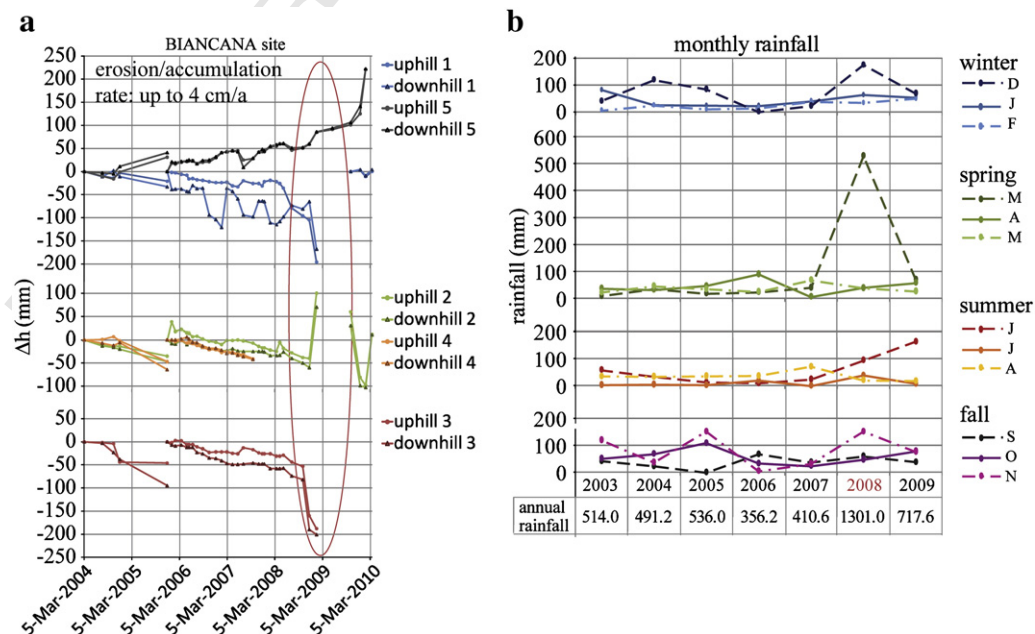 a
BIANCANA site
erosion/accumulation
rate: up to 4 cm/a
Δh (mm)
250
200
150
100
50
0
-50
-100
-150
-200
100
50
0
-50
-100
50
0
-50
-100
-150
-200
-250
5-Mar-2004
5-Mar-2005
5-Mar-2006
5-Mar-2007
5-Mar-2008
5-Mar-2009
5-Mar-2010
uphill 1
downhill 1
uphill 5
downhill 5
uphill 2
downhill 2
uphill 4
downhill 4
uphill 3
downhill 3
b
monthly rainfall
rainfall (mm)
200
100
0
600
500
400
300
200
100
0
200
100
0
200
100
0
2003 2004 2005 2006 2007 2008 2009
annual
rainfall
514.0 491.2 536.0 356.2 410.6 1301.0 717.6
winter
D
J
F
spring
M
A
M
summer
J
J
A
fall
S
O
N